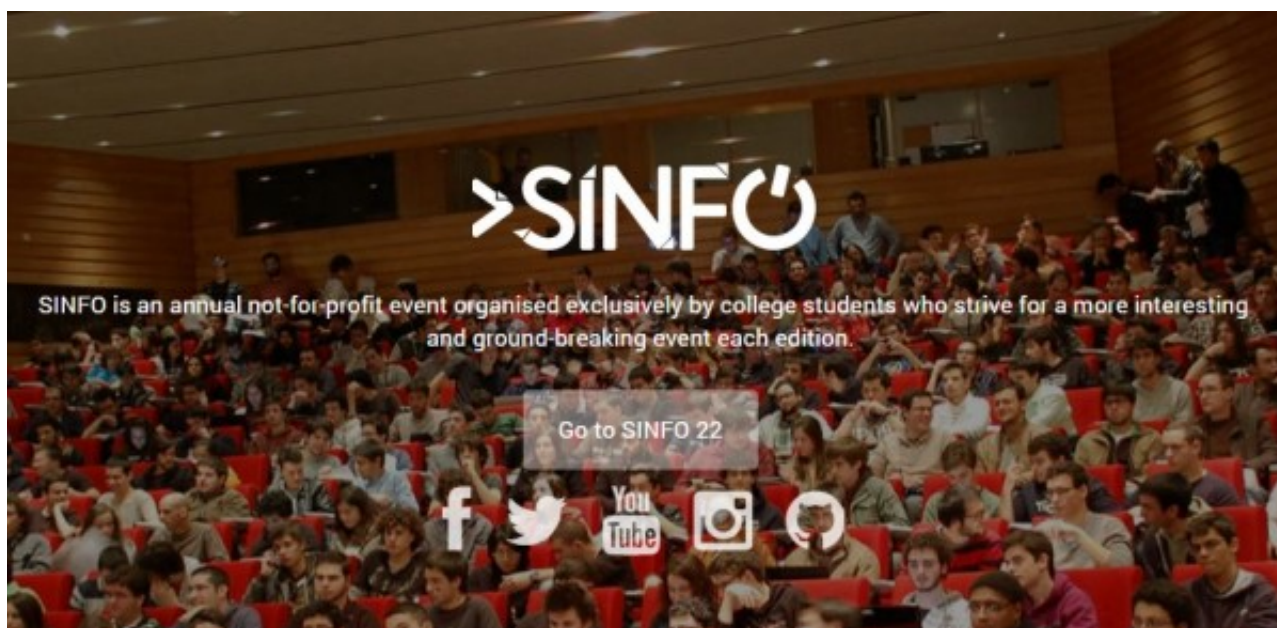 >SINFO
SINFO is an annual not-for-profit event organised exclusively by college students who strive for a more interesting
and ground-breaking event each edition.
Go to SINFO 22
f
You
Tube